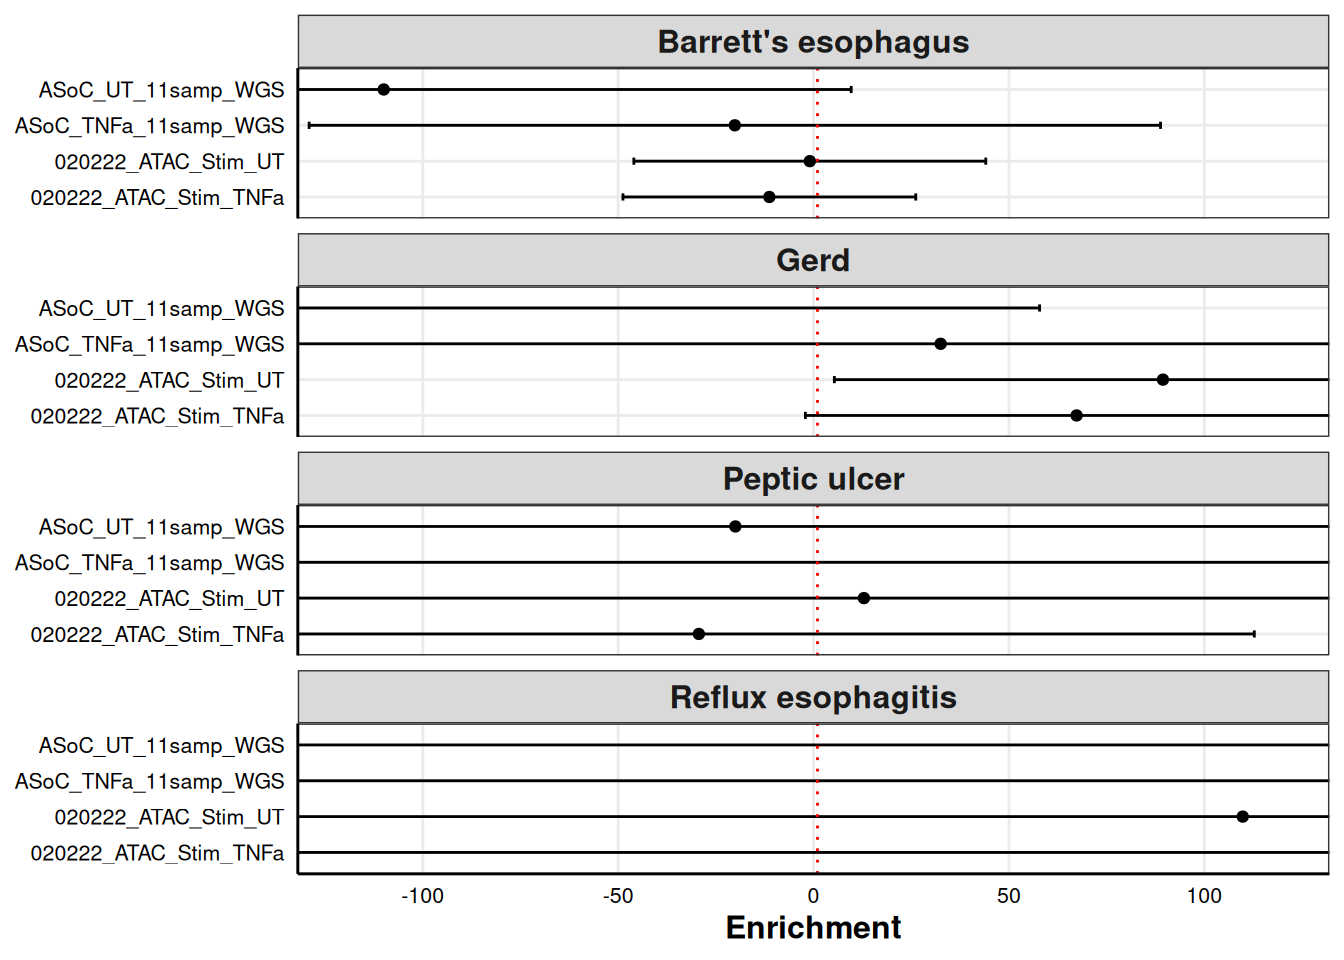 Barrett's esophagus
ASoC_UT_11samp_WGS
ASoC_TNFa_11samp_WGS
020222_ATAC_Stim_UT
020222_ATAC_Stim_TNFa
Gerd
ASoC_UT_11samp_WGS
ASoC_TNFa_11samp_WGS
020222_ATAC_Stim_UT
020222_ATAC_Stim_TNFa
Peptic ulcer
ASoC_UT_11samp_WGS
ASoC_TNFa_11samp_WGS
020222_ATAC_Stim_UT
020222_ATAC_Stim_TNFa
Reflux esophagitis
ASoC_UT_11samp_WGS
ASoC_TNFa_11samp_WGS
020222_ATAC_Stim_UT
020222_ATAC_Stim_TNFa
-100 -50 0 50 100
Enrichment